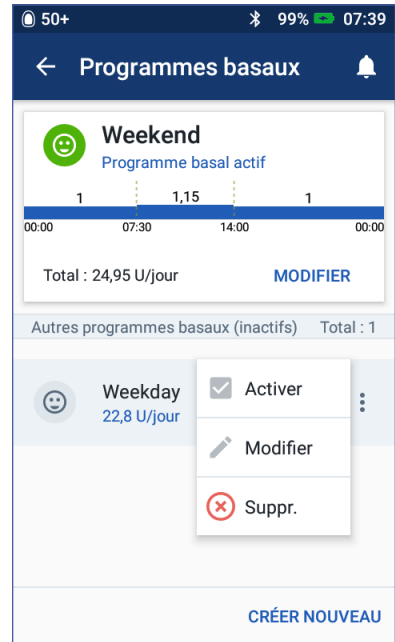 50+ 99% 07:39
Programmes basaux
Weekend
Programme basal actif
1 1,15 1
00:00 07:30 14:00 00:00
Total : 24,95 U/jour MODIFIER
Autres programmes basaux (inactifs) Total : 1
Weekday
22,8 U/jour
Activer
Modifier
Suppr.
CRÉER NOUVEAU